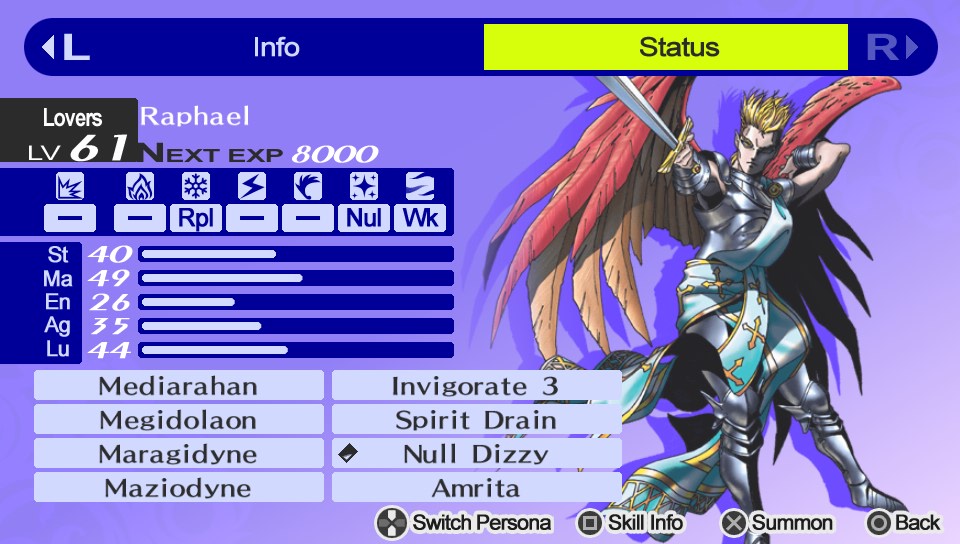 L Info Status R
Lovers Raphael
LV 61 NEXT EXP 8000
– – Rpl – – Nul Wk
St 40
Ma 49
En 26
Ag 35
Lu 44
Mediarahan Invigorate 3
Megidolaon Spirit Drain
Maragidyne Null Dizzy
Maziodyne Amrita
Switch Persona Skill Info Summon Back